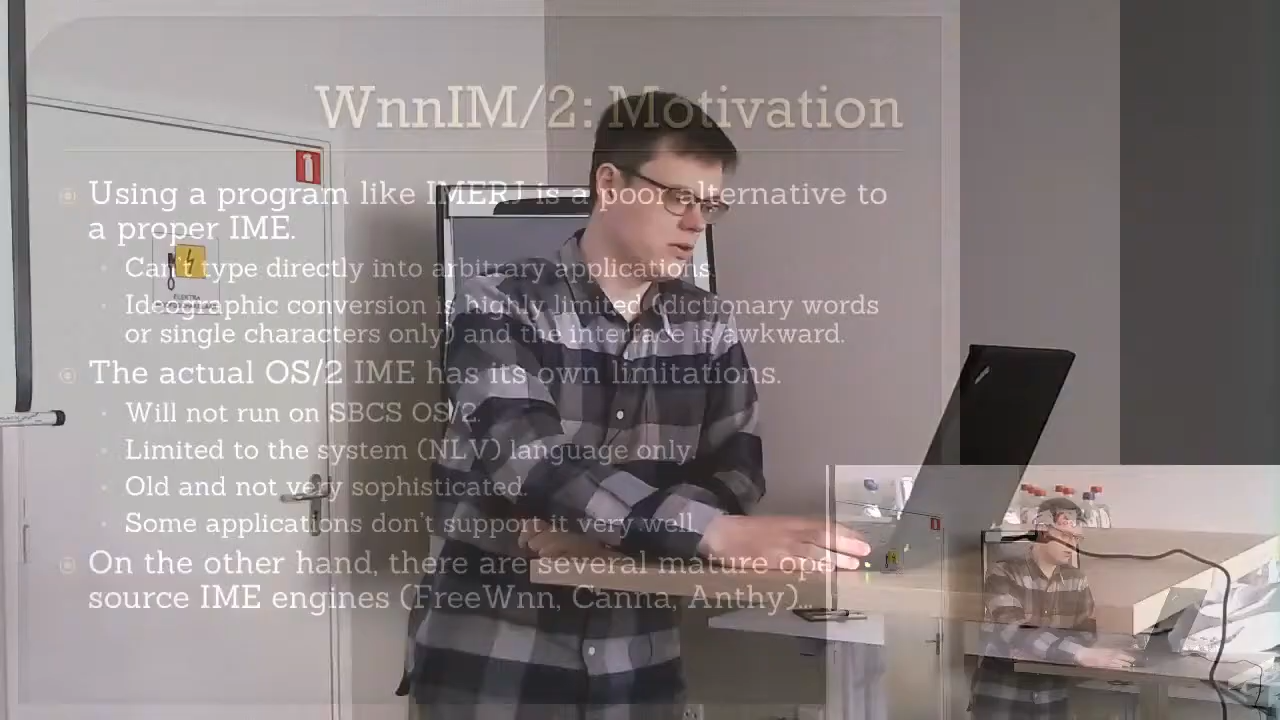 WnnIM/2: Motivation
Using a program like IMERJ is a poor alternative to
a proper IME.
Can't type directly into arbitrary applications.
Ideographic conversion is highly limited (dictionary words
or single characters only) and the interface is awkward.
The actual OS/2 IME has its own limitations.
Will not run on SBCS OS/2.
Limited to the system (NLV) language only.
Old and not very sophisticated.
Some applications don't support it very well.
On the other hand, there are several mature ope
source IME engines (FreeWnn, Canna, Anthy)...
ELEKTRA